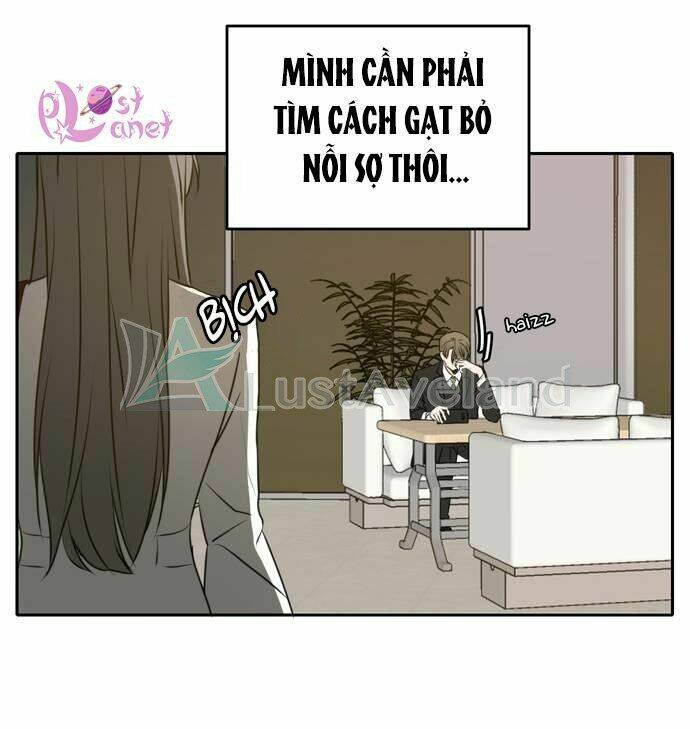 Lost
Planet
MÌNH CẦN PHẢI
TÌM CÁCH GẠT BỎ
NỖI SỢ THÔI...
BỊCH
haizz
LustAveland